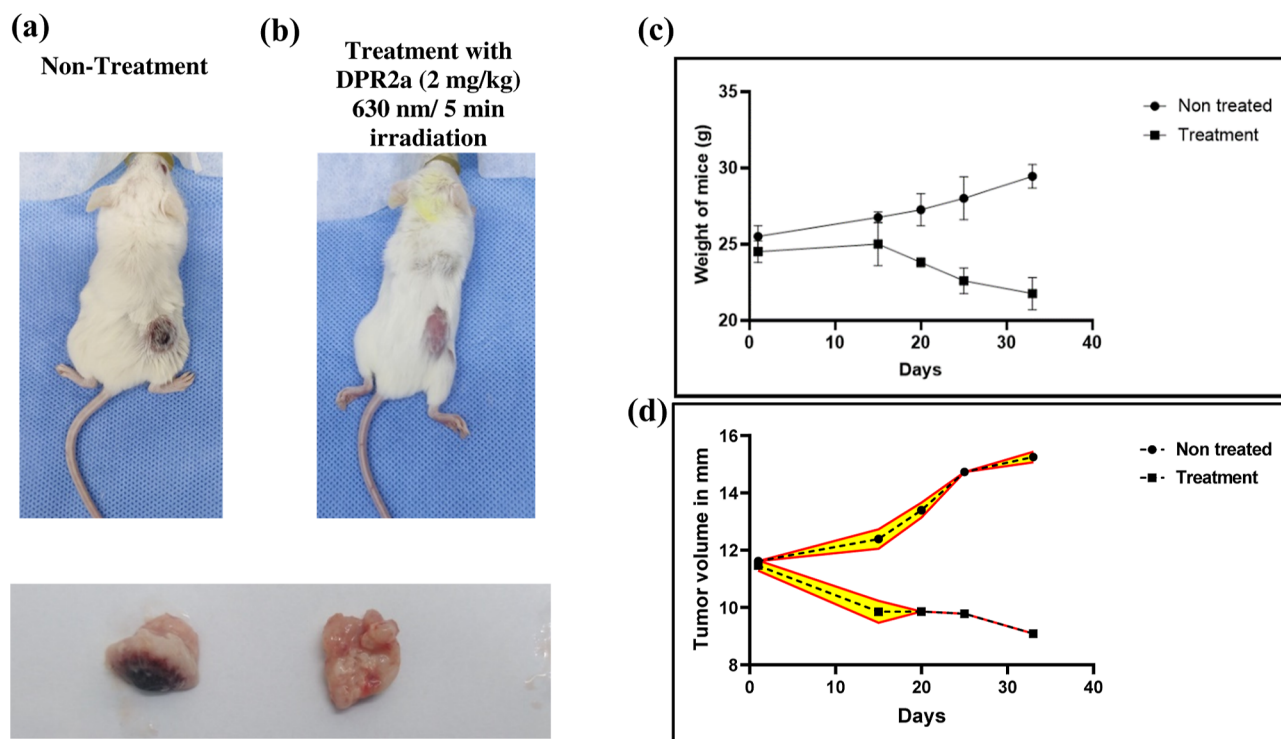 (a)
Non-Treatment
(b)
Treatment with
DPR2a (2 mg/kg)
630 nm/ 5 min
irradiation
(c)
35
30
25
20
Weight of mice (g)
0 10 20 30 40
Days
Non treated
Treatment
(d)
16
14
12
10
8
Tumor volume in mm
0 10 20 30 40
Days
Non treated
Treatment